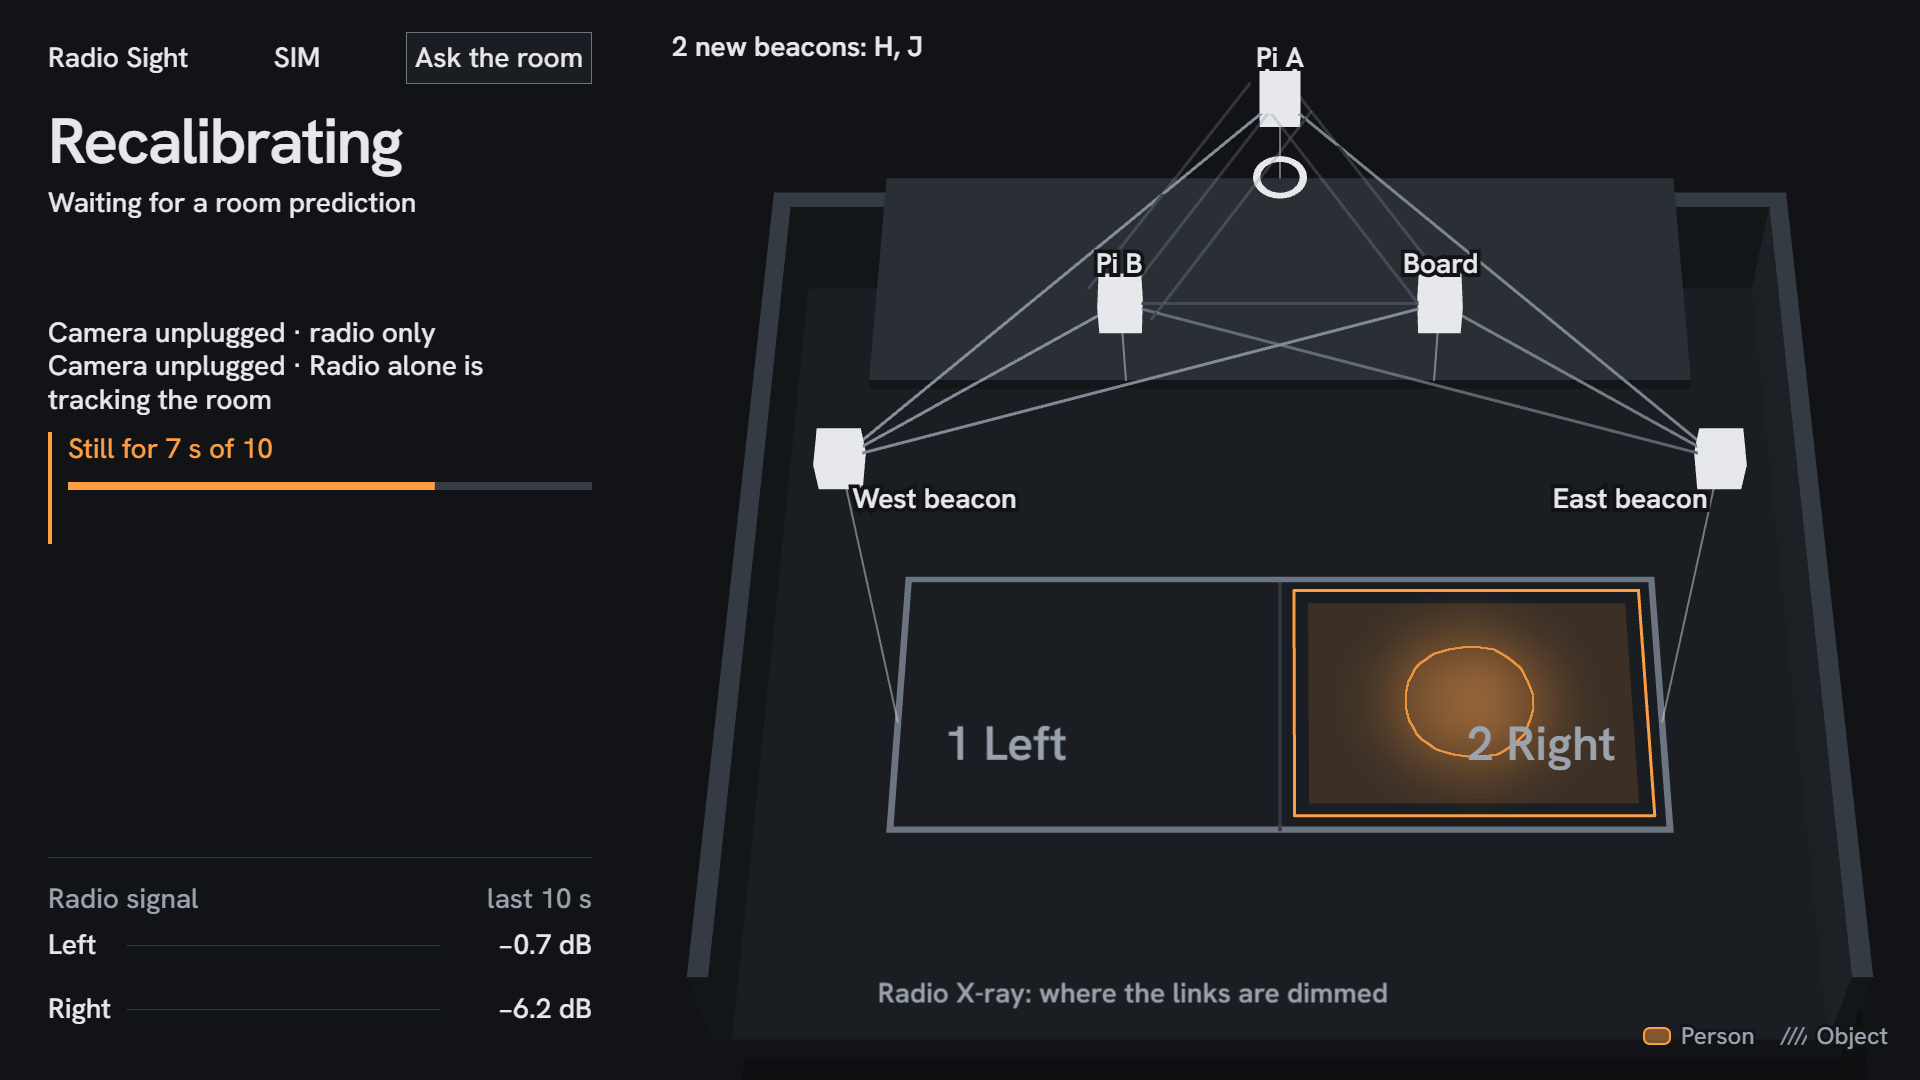 Radio Sight
SIM
Ask the room
Recalibrating
Waiting for a room prediction
Camera unplugged · radio only
Camera unplugged · Radio alone is
tracking the room
Still for 7 s of 10
Radio signal
last 10 s
Left
−0.7 dB
Right
−6.2 dB
2 new beacons: H, J
Pi A
Pi B
Board
West beacon
East beacon
1 Left
2 Right
Radio X-ray: where the links are dimmed
Person
Object